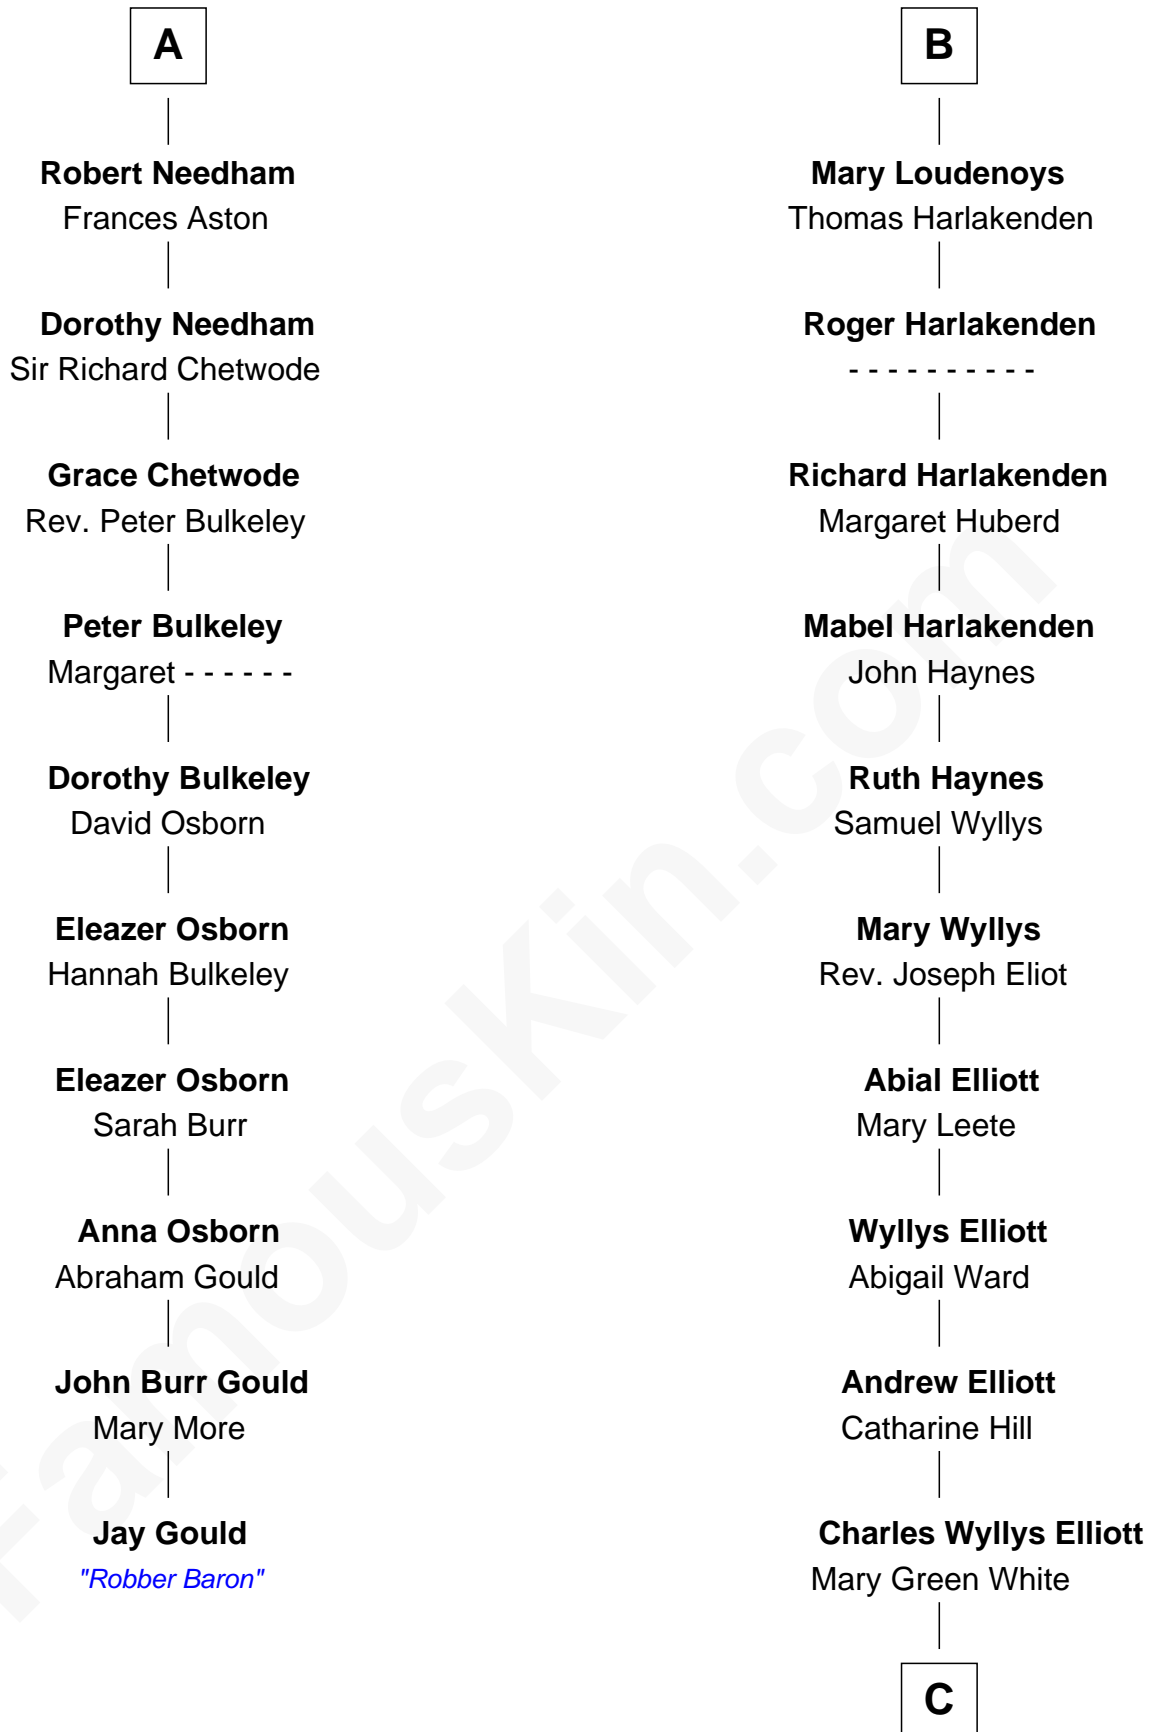 A
Robert Needham
Frances Aston
Dorothy Needham
Sir Richard Chetwode
Grace Chetwode
Rev. Peter Bulkeley
Peter Bulkeley
Margaret - - - - - -
Dorothy Bulkeley
David Osborn
Eleazer Osborn
Hannah Bulkeley
Eleazer Osborn
Sarah Burr
Anna Osborn
Abraham Gould
John Burr Gould
Mary More
Jay Gould
"Robber Baron"
B
Mary Loudenoys
Thomas Harlakenden
Roger Harlakenden
- - - - - - - - - -
Richard Harlakenden
Margaret Huberd
Mabel Harlakenden
John Haynes
Ruth Haynes
Samuel Wyllys
Mary Wyllys
Rev. Joseph Eliot
Abial Elliott
Mary Leete
Wyllys Elliott
Abigail Ward
Andrew Elliott
Catharine Hill
Charles Wyllys Elliott
Mary Green White
C
FamousKin.com